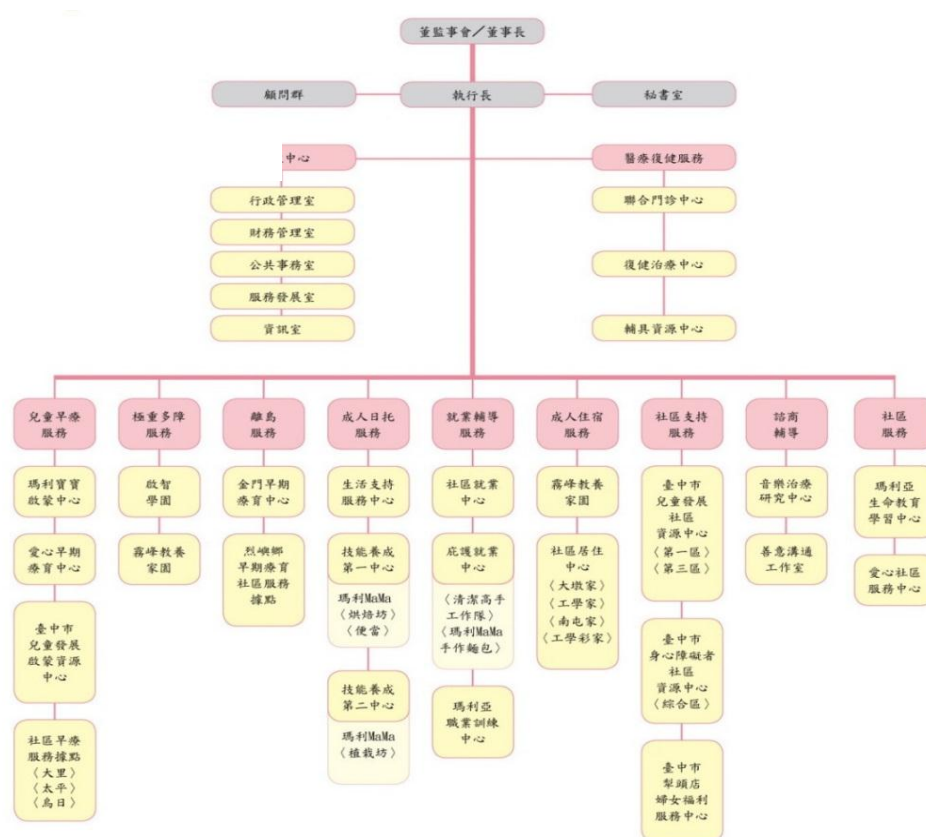 董監事會／董事長
顧問群
執行長
秘書室
中心
醫療復健服務
行政管理室
財務管理室
公共事務室
服務發展室
資訊室
聯合門診中心
復健治療中心
輔具資源中心
兒童早療
服務
瑪利寶寶
啟蒙中心
愛心早期
療育中心
臺中市
兒童發展
啟蒙資源
中心
社區早療
服務據點
〈大里〉
〈太平〉
〈烏日〉
極重多障
服務
啟智
學園
霧峰教養
家園
離島
服務
金門早期
療育中心
烈嶼鄉
早期療育
社區服務
據點
成人日托
服務
生活支持
服務中心
技能養成
第一中心
瑪利MaMa
〈烘焙坊〉
〈便當〉
技能養成
第二中心
瑪利MaMa
〈植栽坊〉
就業輔導
服務
社區就業
中心
庇護就業
中心
〈清潔高手
工作隊〉
〈瑪利MaMa
手作麵包〉
瑪利亞
職業訓練
中心
成人住宿
服務
霧峰教養
家園
社區居住
中心
〈大墩家〉
〈工學家〉
〈南屯家〉
〈工學彩家〉
社區支持
服務
臺中市
兒童發展
社區
資源中心
〈第一區〉
〈第三區〉
臺中市
身心障礙者
社區
資源中心
〈綜合區〉
臺中市
犁頭店
婦女福利
服務中心
諮商
輔導
音樂治療
研究中心
善意溝通
工作室
社區
服務
瑪利亞
生命教育
學習中心
愛心社區
服務中心